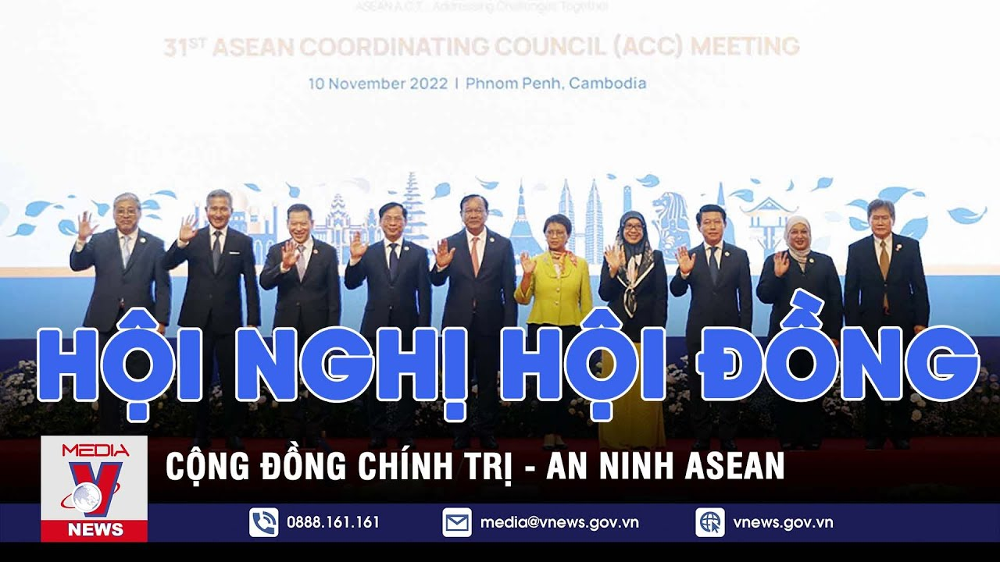 ASEAN A.C.T.: Addressing Challenges Together
31ST ASEAN COORDINATING COUNCIL (ACC) MEETING
10 November 2022 | Phnom Penh, Cambodia
HỘI NGHỊ HỘI ĐỒNG
CỘNG ĐỒNG CHÍNH TRỊ - AN NINH ASEAN
MEDIA
V
NEWS
0888.161.161 media@vnews.gov.vn vnews.gov.vn